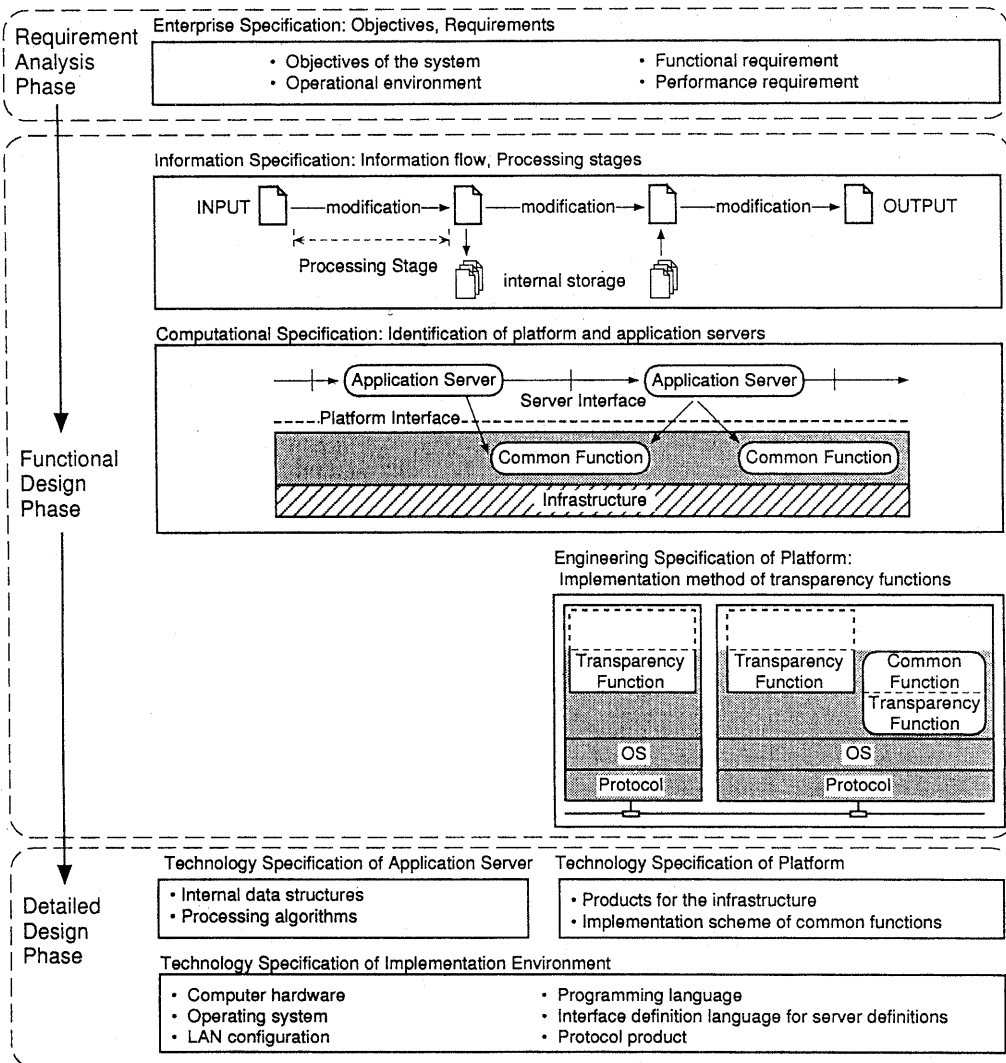 Requirement
Analysis
Phase
Enterprise Specification: Objectives, Requirements
• Objectives of the system
• Operational environment
• Functional requirement
• Performance requirement
Functional
Design
Phase
Information Specification: Information flow, Processing stages
INPUT modification modification modification OUTPUT
Processing Stage
internal storage
Computational Specification: Identification of platform and application servers
Application Server
Application Server
Server Interface
Platform Interface
Common Function
Common Function
Infrastructure
Engineering Specification of Platform:
Implementation method of transparency functions
Transparency
Function
OS
Protocol
Transparency
Function
Common
Function
Transparency
Function
OS
Protocol
Detailed
Design
Phase
Technology Specification of Application Server
• Internal data structures
• Processing algorithms
Technology Specification of Platform
• Products for the infrastructure
• Implementation scheme of common functions
Technology Specification of Implementation Environment
• Computer hardware
• Operating system
• LAN configuration
• Programming language
• Interface definition language for server definitions
• Protocol product